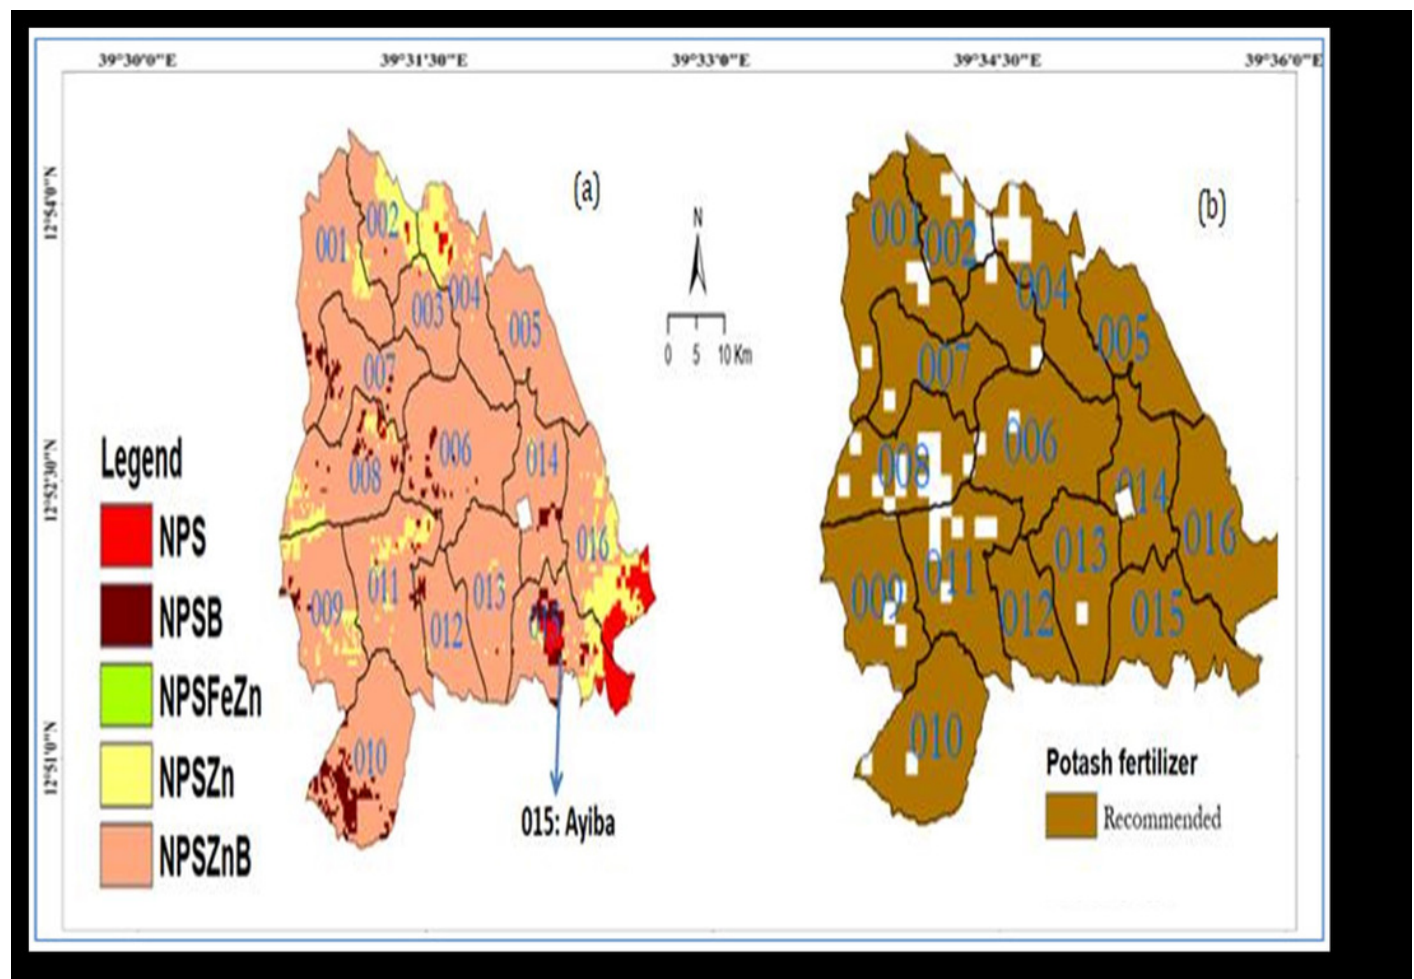 39°30'0"E 39°31'30"E 39°33'0"E 39°34'30"E 39°36'0"E
12°54'0"N
12°52'30"N
12°51'0"N
(a)
001
002
003
004
005
007
006
008
014
016
011
013
009
012
015
010
015: Ayiba
N
0 5 10 Km
Legend
NPS
NPSB
NPSFeZn
NPSZn
NPSZnB
(b)
001
002
004
005
007
006
008
014
016
013
011
009
012
015
010
Potash fertilizer
Recommended